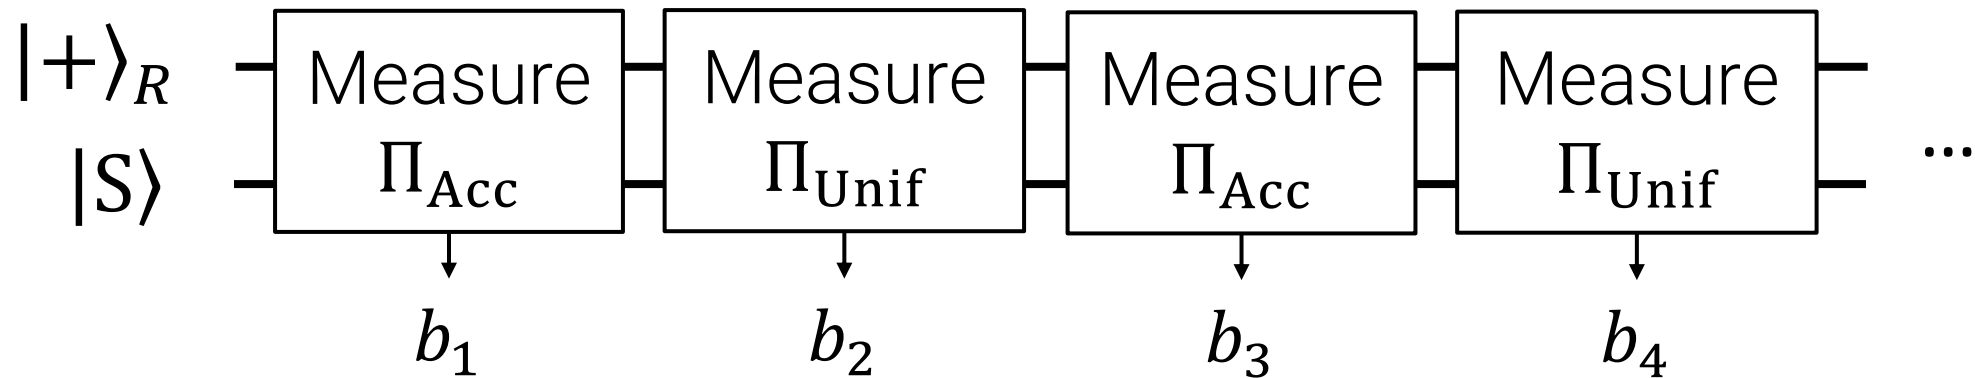 |+⟩_R Measure Π_Acc Measure Π_Unif Measure Π_Acc Measure Π_Unif
|S⟩ ...
b_1 b_2 b_3 b_4